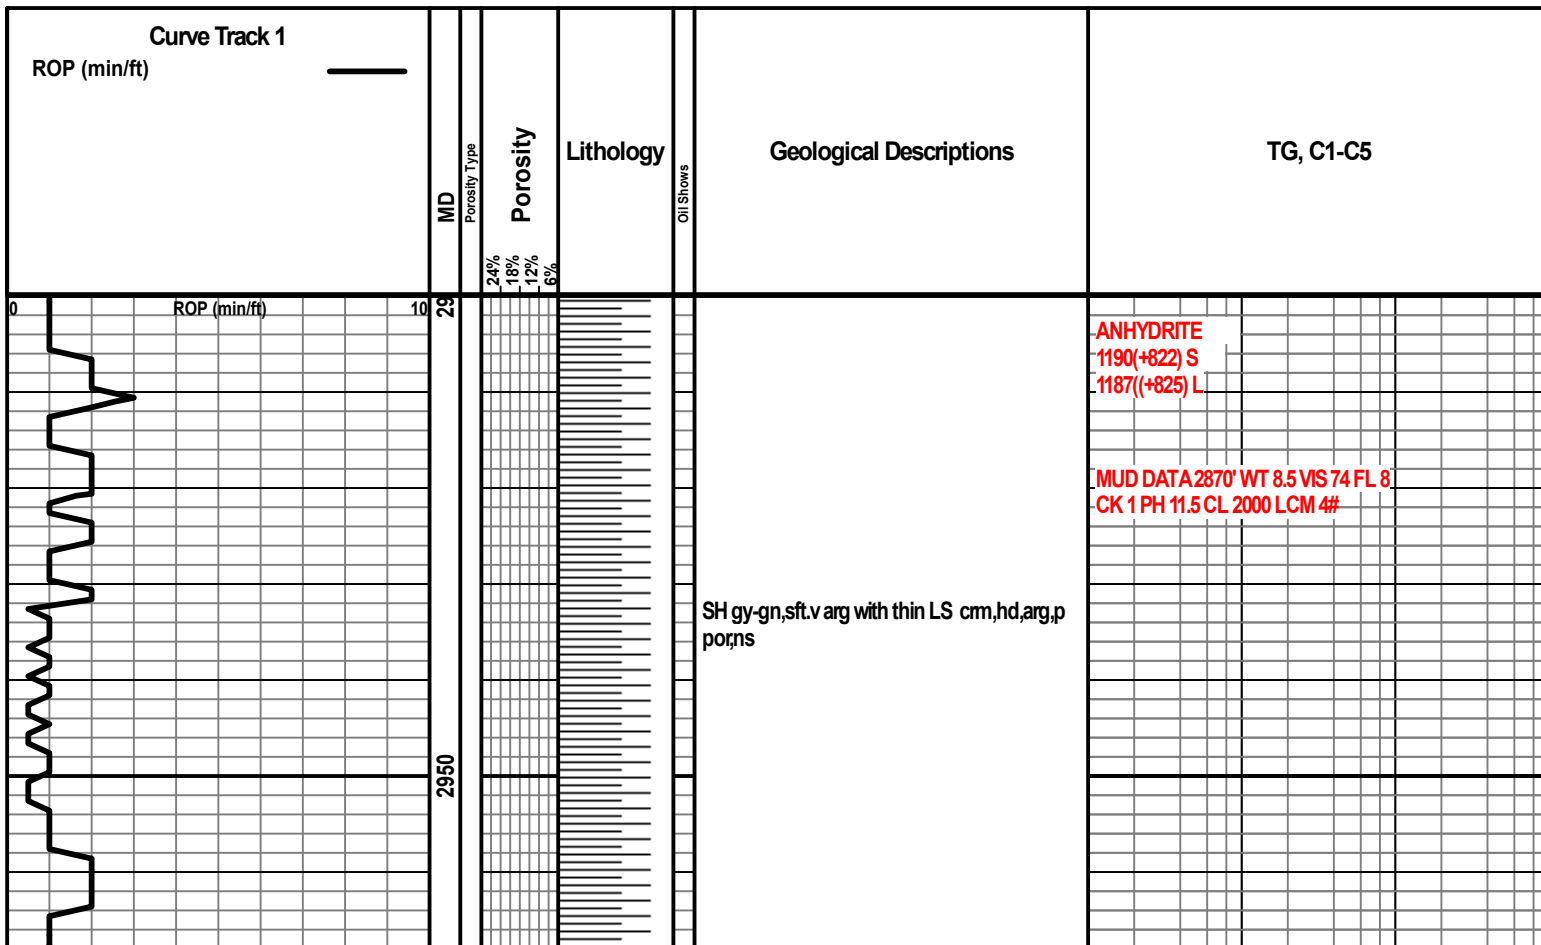 Curve Track 1
ROP (min/ft)
MD
Porosity Type
Porosity
24%
18%
12%
6%
Lithology
Oil Shows
Geological Descriptions
TG, C1-C5
0 ROP (min/ft) 10
29
ANHYDRITE
1190(+822) S
1187((+825) L
MUD DATA 2870' WT 8.5 VIS 74 FL 8
CK 1 PH 11.5 CL 2000 LCM 4#
SH gy-gn,sft.v arg with thin LS crm,hd,arg,p
por,ns
2950